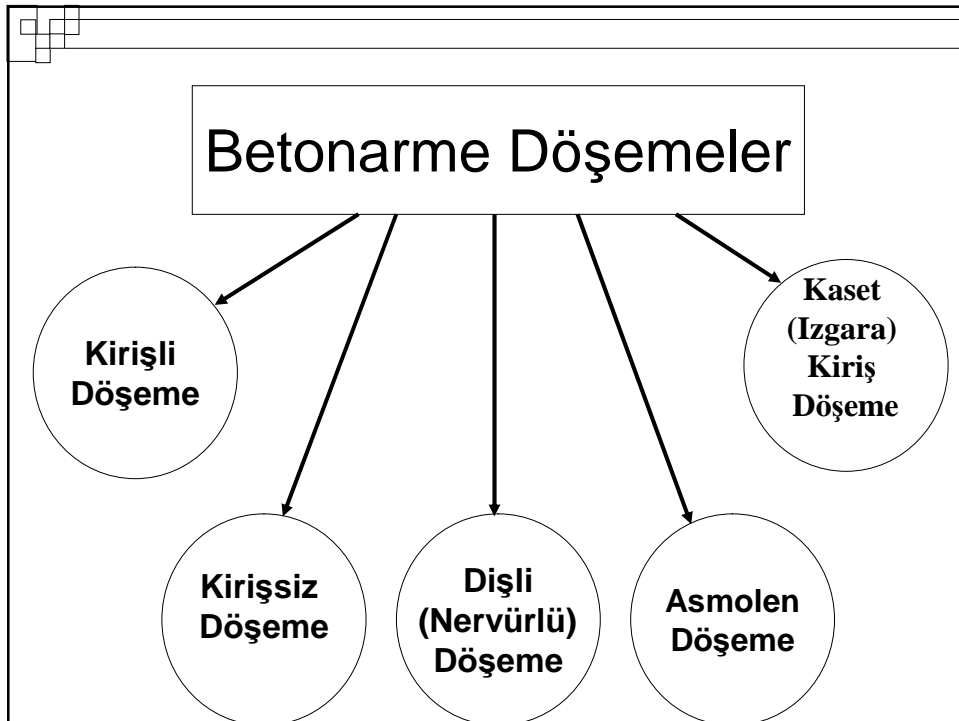 Betonarme Döşemeler
Kirişli
Döşeme
Kirişsiz
Döşeme
Dişli
(Nervürlü)
Döşeme
Asmolen
Döşeme
Kaset
(Izgara)
Kiriş
Döşeme